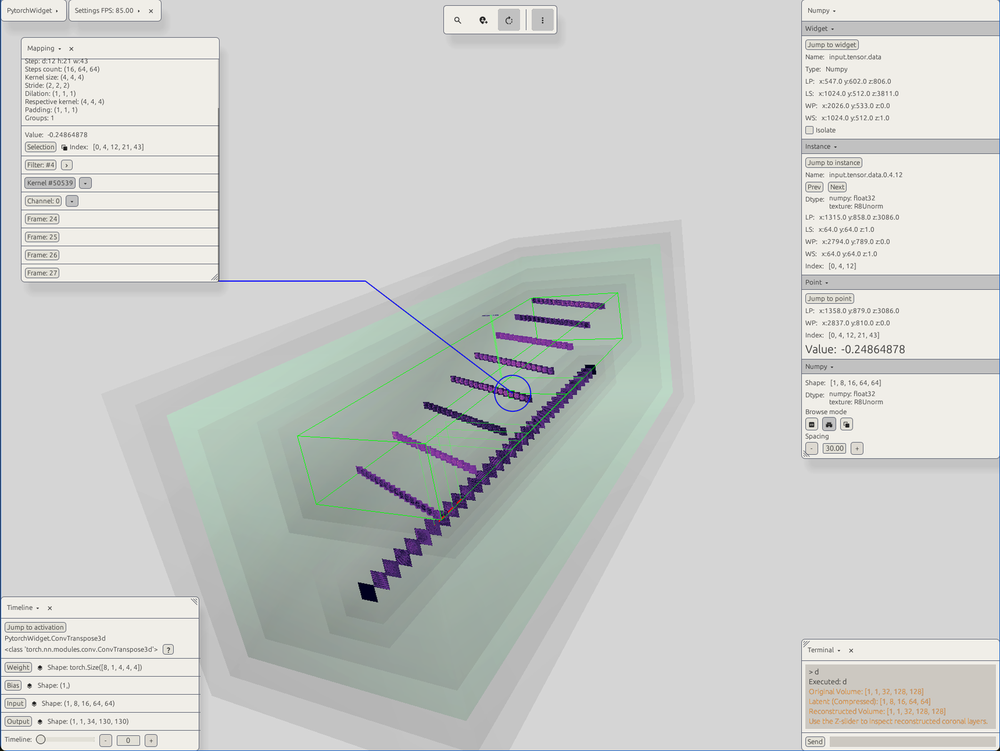 PytorchWidget
Settings FPS: 85.00
×
Mapping
×
Step: d:12 h:21 w:43
Steps count: (16, 64, 64)
Kernel size: (4, 4, 4)
Stride: (2, 2, 2)
Dilation: (1, 1, 1)
Respective kernel: (4, 4, 4)
Padding: (1, 1, 1)
Groups: 1
Value: -0.24864878
Selection Index: [0, 4, 12, 21, 43]
Filter: #4 ›
Kernel #50539 -
Channel: 0
Frame: 24
Frame: 25
Frame: 26
Frame: 27
Numpy
Widget
Jump to widget
Name: input.tensor.data
Type: Numpy
LP: x:547.0 y:602.0 z:806.0
LS: x:1024.0 y:512.0 z:3811.0
WP: x:2026.0 y:533.0 z:0.0
WS: x:1024.0 y:512.0 z:1.0
Isolate
Instance
Jump to instance
Name: input.tensor.data.0.4.12
Prev Next
Dtype: numpy: float32
texture: R8Unorm
LP: x:1315.0 y:858.0 z:3086.0
LS: x:64.0 y:64.0 z:1.0
WP: x:2794.0 y:789.0 z:0.0
WS: x:64.0 y:64.0 z:1.0
Index: [0, 4, 12]
Point
Jump to point
LP: x:1358.0 y:879.0 z:3086.0
WP: x:2837.0 y:810.0 z:0.0
Index: [0, 4, 12, 21, 43]
Value: -0.24864878
Numpy
Shape: [1, 8, 16, 64, 64]
Dtype: numpy: float32
texture: R8Unorm
Browse mode
Spacing
- 30.00 +
Timeline ×
Jump to activation
PytorchWidget.ConvTranspose3d
<class 'torch.nn.modules.conv.ConvTranspose3d'> ?
Weight Shape: torch.Size([8, 1, 4, 4, 4])
Bias Shape: (1,)
Input Shape: (1, 8, 16, 64, 64)
Output Shape: (1, 1, 34, 130, 130)
Timeline: - 0 +
Terminal ×
> d
Executed: d
Original Volume: [1, 1, 32, 128, 128]
Latent (Compressed): [1, 8, 16, 64, 64]
Reconstructed Volume: [1, 1, 32, 128, 128]
Use the Z-slider to inspect reconstructed coronal layers.
Send